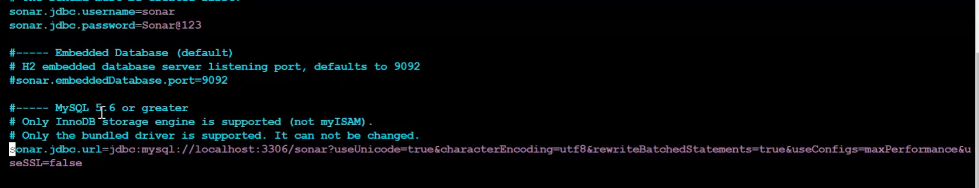 sonar.jdbc.username=sonar
sonar.jdbc.password=Sonar@123
#----- Embedded Database (default)
# H2 embedded database server listening port, defaults to 9092
#sonar.embeddedDatabase.port=9092
#----- MySQL 5.6 or greater
# Only InnoDB storage engine is supported (not myISAM).
# Only the bundled driver is supported. It can not be changed.
sonar.jdbc.url=jdbc:mysql://localhost:3306/sonar?useUnicode=true&characterEncoding=utf8&rewriteBatchedStatements=true&useConfigs=maxPerformance&u
seSSL=false